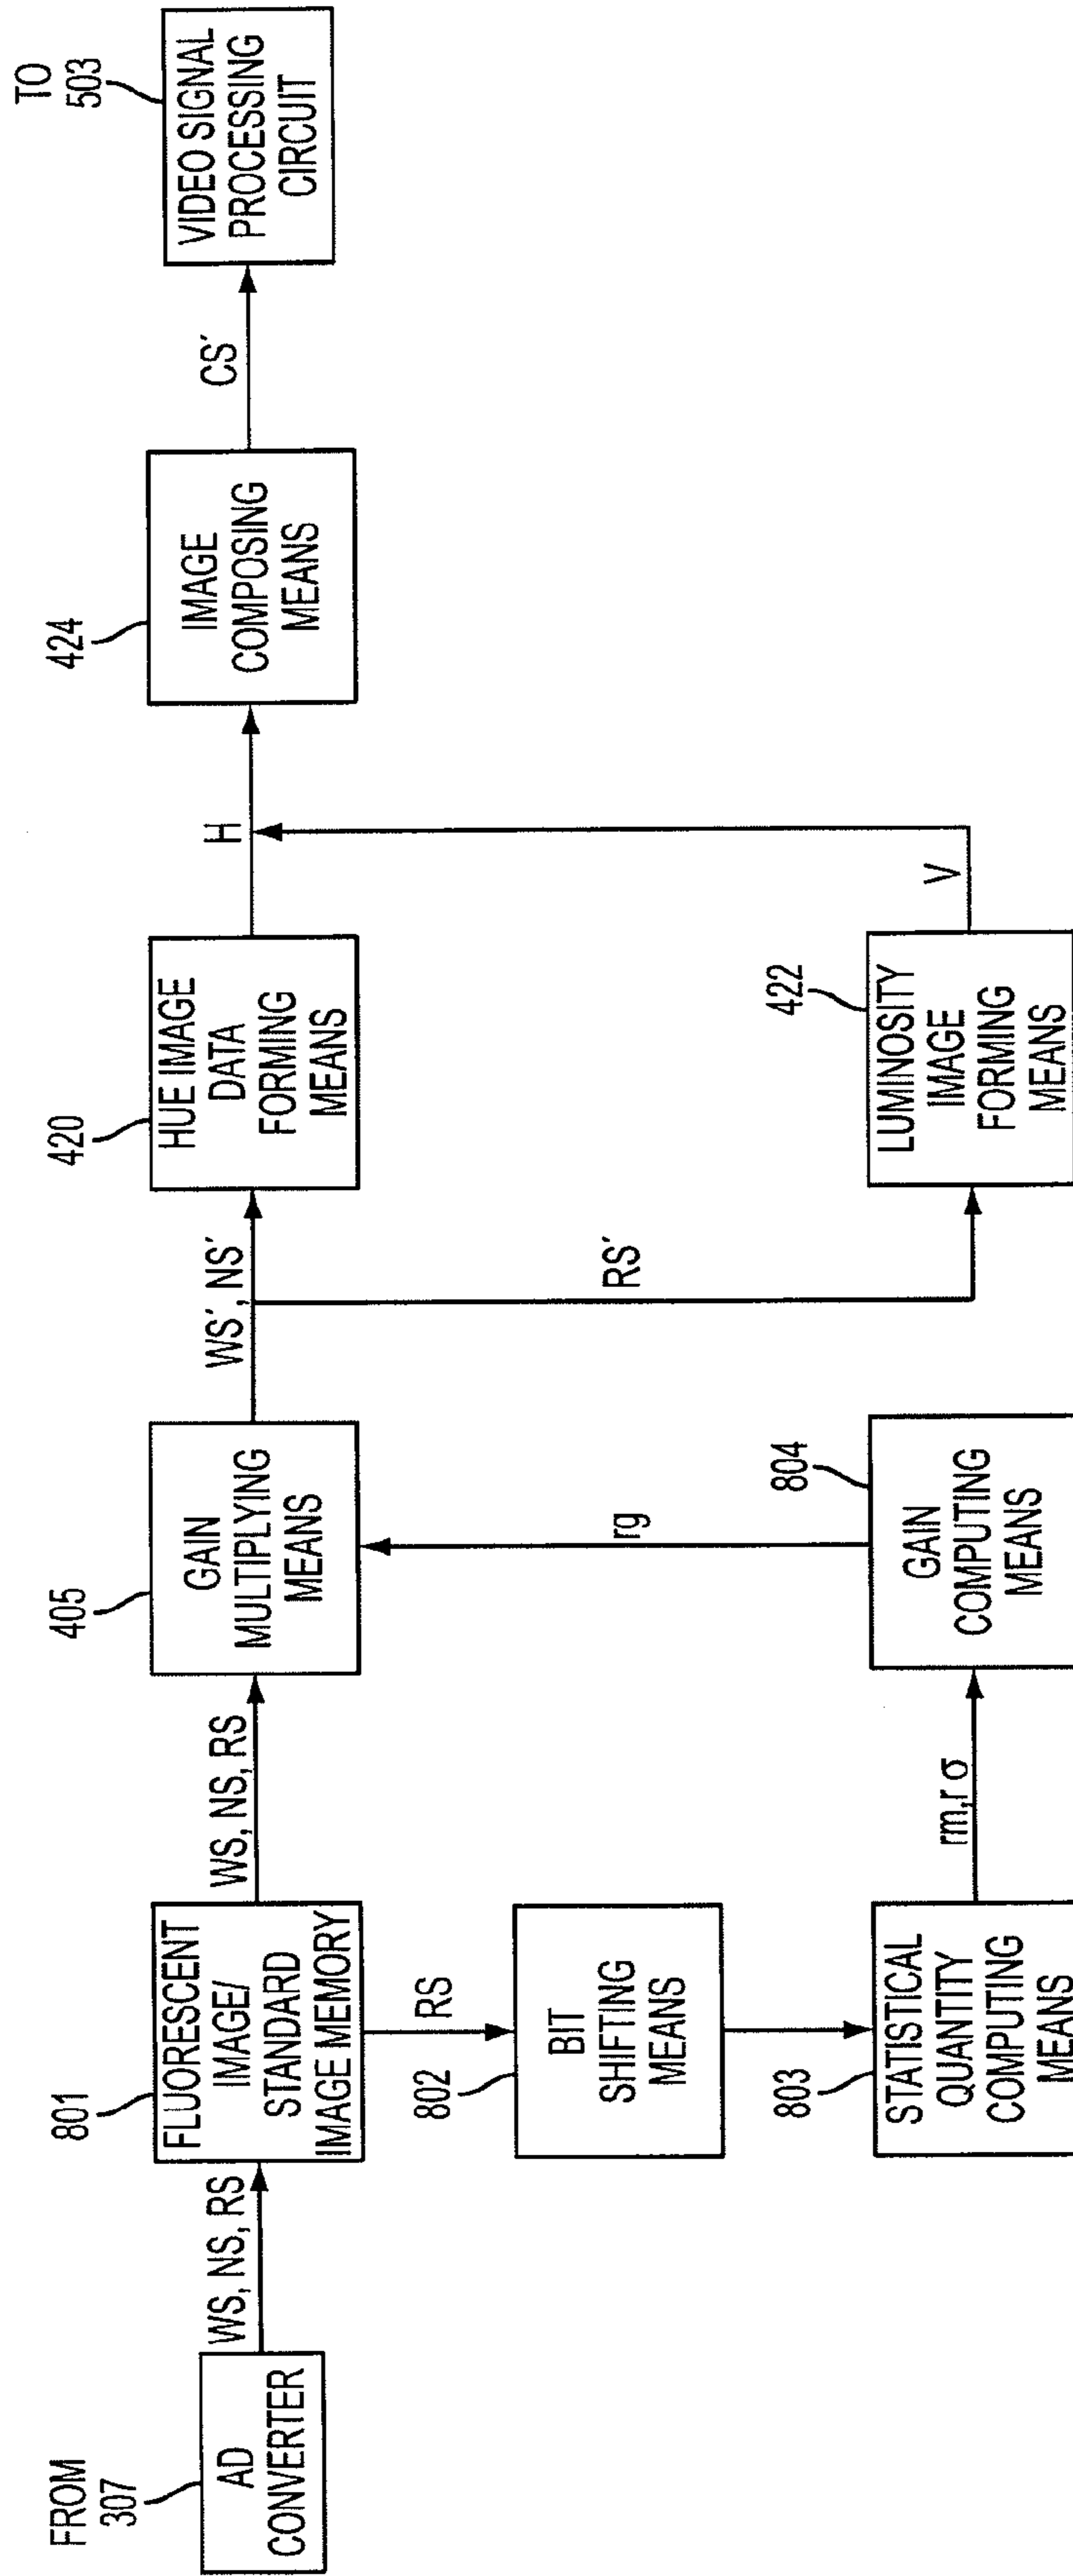 FROM
307
AD
CONVERTER
WS, NS, RS
801
FLUORESCENT
IMAGE/
STANDARD
IMAGE MEMORY
WS, NS, RS
405
GAIN
MULTIPLYING
MEANS
WS′, NS′
420
HUE IMAGE
DATA
FORMING
MEANS
H
424
IMAGE
COMPOSING
MEANS
CS′
TO
503
VIDEO SIGNAL
PROCESSING
CIRCUIT
RS
802
BIT
SHIFTING
MEANS
803
STATISTICAL
QUANTITY
COMPUTING
MEANS
rm,r σ
804
GAIN
COMPUTING
MEANS
rg
RS′
422
LUMINOSITY
IMAGE
FORMING
MEANS
V